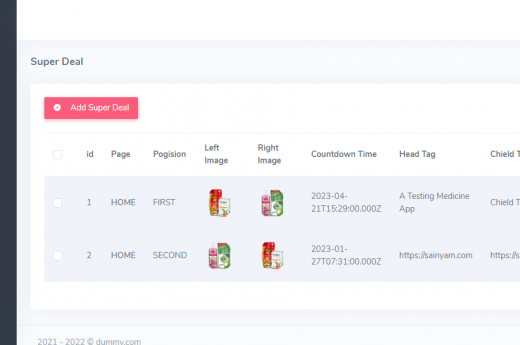 Super Deal
Add Super Deal
id Page Pogision Left Image Right Image Countdown Time Head Tag Chield T
1 HOME FIRST 2023-04-21T15:29:00.000Z A Testing Medicine App Chield T
2 HOME SECOND 2023-01-27T07:31:00.000Z https://sainyam.com https://s
2021 - 2022 © dummy.com